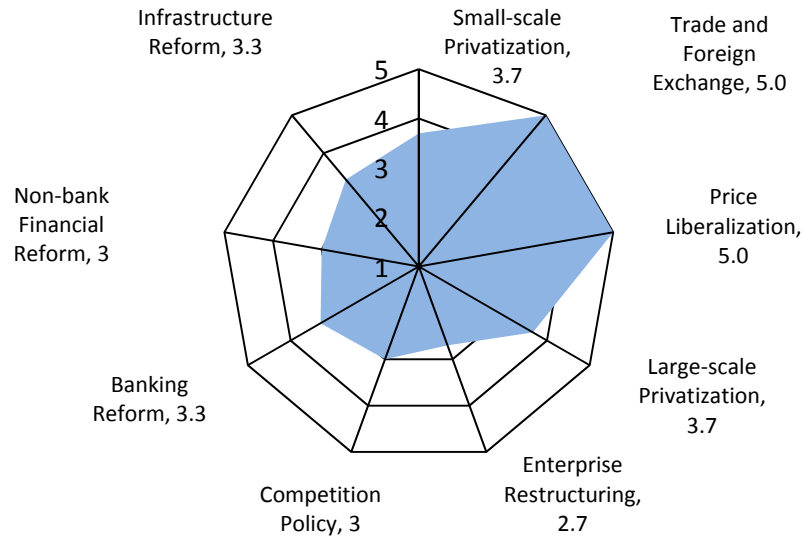 Infrastructure
Reform, 3.3
Small-scale
Privatization,
3.7
Trade and
Foreign
Exchange, 5.0
5
4
3
2
1
Non-bank
Financial
Reform, 3
Price
Liberalization,
5.0
Banking
Reform, 3.3
Large-scale
Privatization,
3.7
Competition
Policy, 3
Enterprise
Restructuring,
2.7